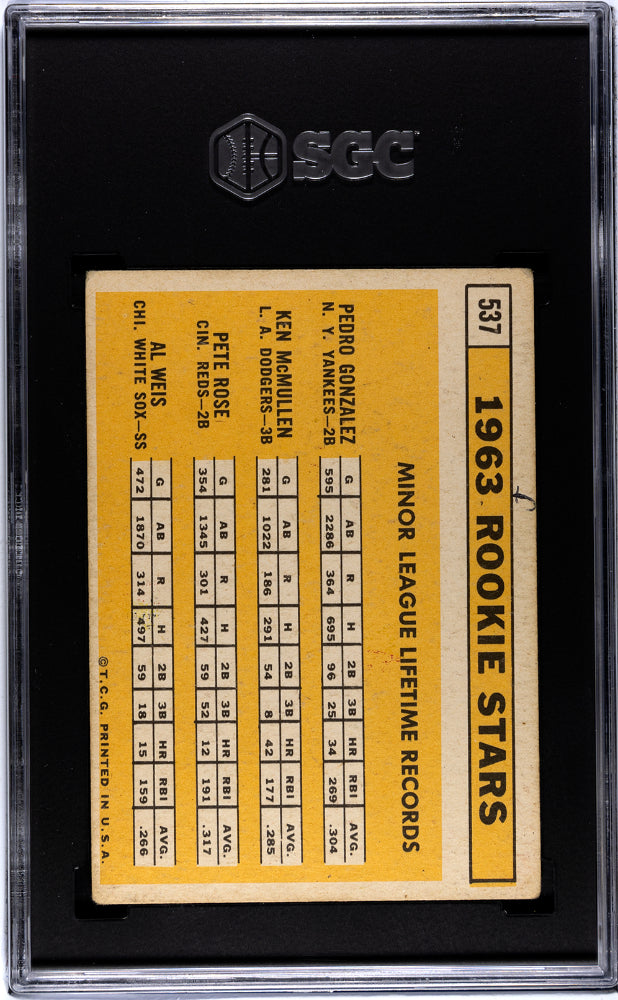 SGC
537 1963 ROOKIE STARS
MINOR LEAGUE LIFETIME RECORDS
PEDRO GONZALEZ
N. Y. YANKEES—2B
G AB R H 2B 3B HR RBI AVG.
595 2286 364 695 96 25 34 269 .304
KEN McMULLEN
L. A. DODGERS—3B
G AB R H 2B 3B HR RBI AVG.
281 1022 186 291 54 8 42 177 .285
PETE ROSE
CIN. REDS—2B
G AB R H 2B 3B HR RBI AVG.
354 1345 301 427 59 52 12 191 .317
AL WEIS
CHI. WHITE SOX—SS
G AB R H 2B 3B HR RBI AVG.
472 1870 314 497 59 18 15 159 .266
© T.C.G. PRINTED IN U.S.A.